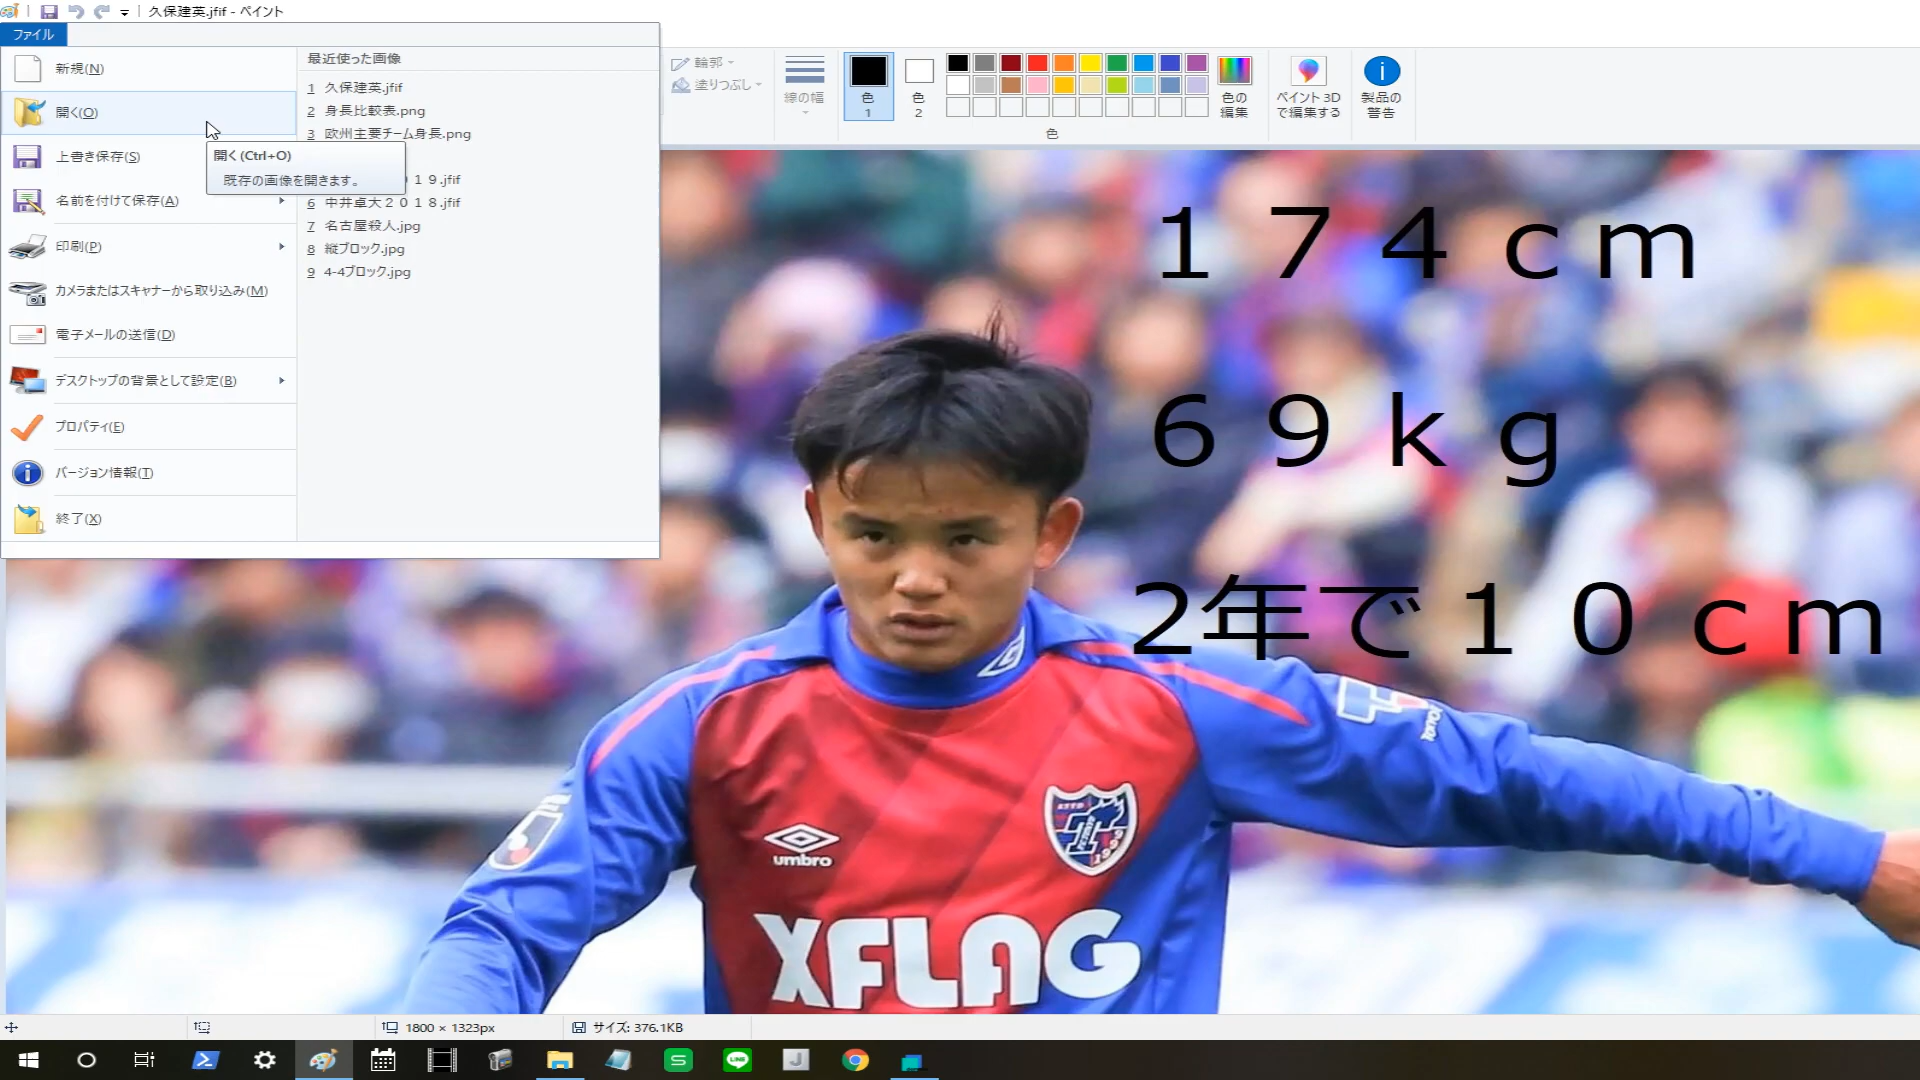 久保建英.jfif - ペイント
ファイル
新規(N)
開く(O)
上書き保存(S)
名前を付けて保存(A)
印刷(P)
カメラまたはスキャナーから取り込み(M)
電子メールの送信(D)
デスクトップの背景として設定(B)
プロパティ(E)
バージョン情報(T)
終了(X)
開く(Ctrl+O)
既存の画像を開きます。
最近使った画像
1 久保建英.jfif
2 身長比較表.png
3 欧州主要チーム身長.png
１９.jfif
6 中井卓大２０１８.jfif
7 名古屋殺人.jpg
8 縦ブロック.jpg
9 4-4ブロック.jpg
輪郭
塗りつぶし
線の幅
色
1
色
2
色の
編集
ペイント 3D
で編集する
製品の
警告
色
１７４ｃｍ
６９ｋｇ
2年で１０ｃｍ
TOYO
umbro
XFLAG
1800 × 1323px
サイズ: 376.1KB
LINE